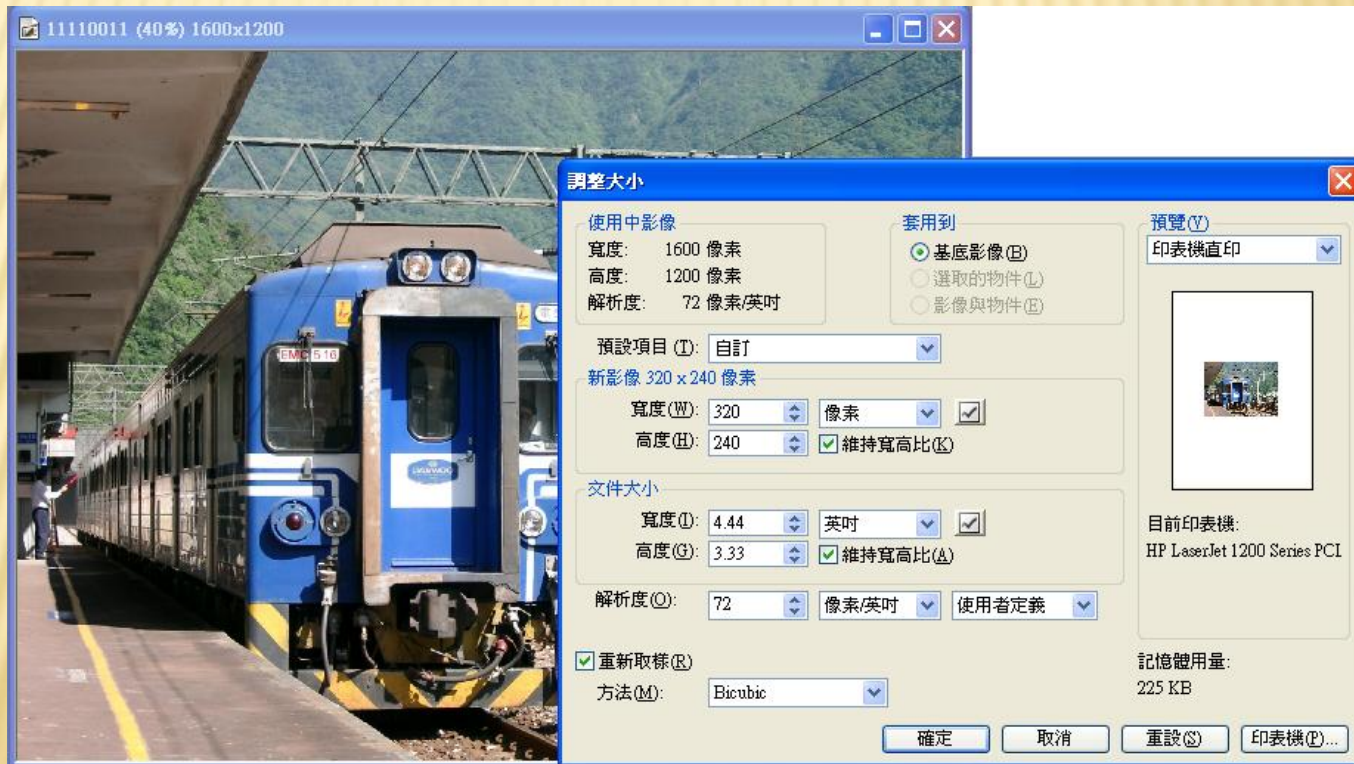 11110011 (40%) 1600x1200
EMC 516
DAEWOO
調整大小
使用中影像
寬度: 1600 像素
高度: 1200 像素
解析度: 72 像素/英吋
套用到
基底影像(B)
選取的物件(L)
影像與物件(E)
預覽(V)
印表機直印
預設項目 (T): 自訂
新影像 320 x 240 像素
寬度(W): 320 像素
高度(H): 240 維持寬高比(K)
文件大小
寬度(I): 4.44 英吋
高度(G): 3.33 維持寬高比(A)
解析度(O): 72 像素/英吋 使用者定義
目前印表機:
HP LaserJet 1200 Series PCL
重新取樣(R)
方法(M): Bicubic
記憶體用量:
225 KB
確定 取消 重設(S) 印表機(P)...